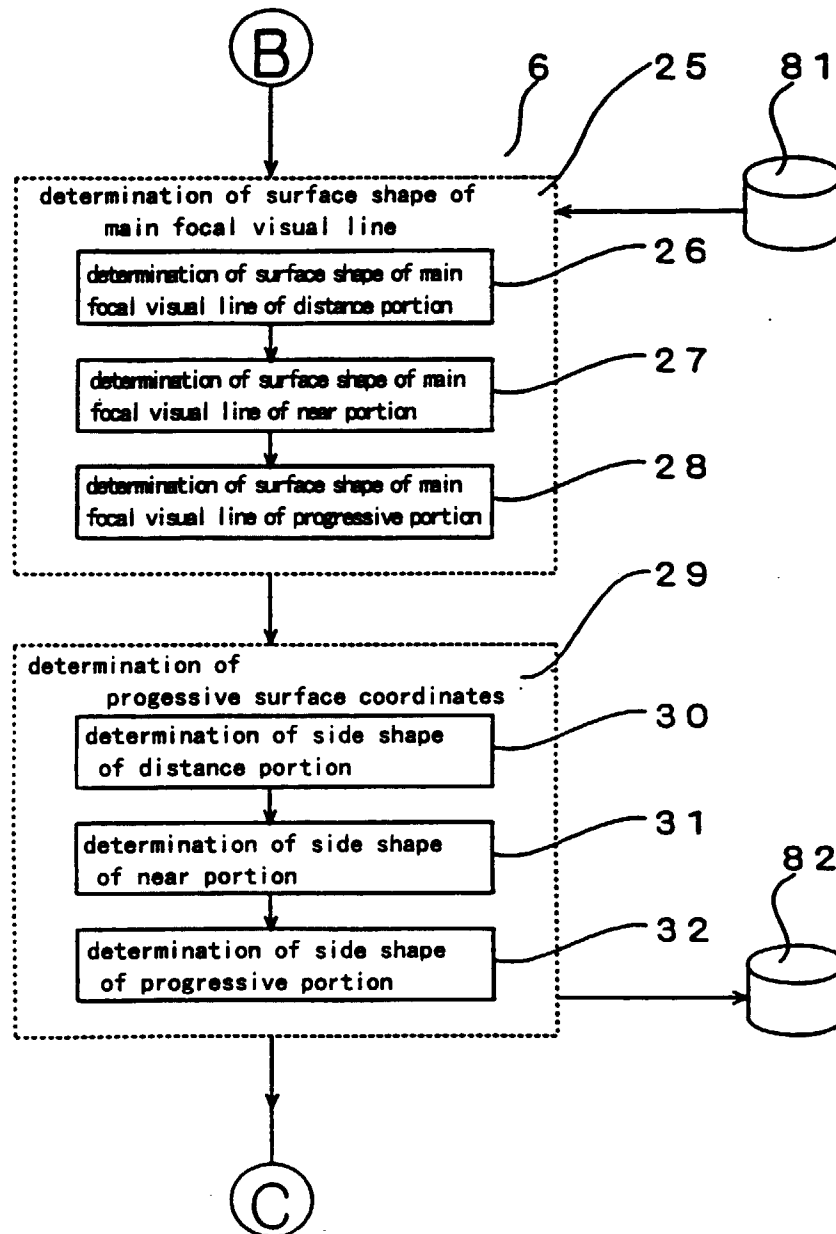 B
6
25
81
determination of surface shape of
main focal visual line
determination of surface shape of main
focal visual line of distance portion
26
determination of surface shape of main
focal visual line of near portion
27
determination of surface shape of main
focal visual line of progressive portion
28
29
determination of
progessive surface coordinates
determination of side shape
of distance portion
30
determination of side shape
of near portion
31
82
determination of side shape
of progressive portion
32
C